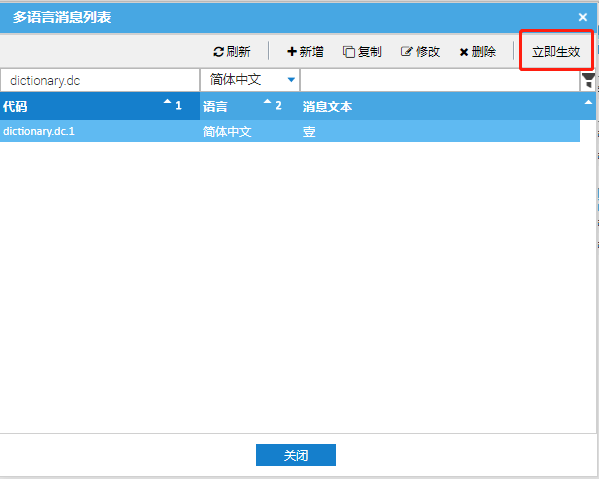 多语言消息列表
刷新 新增 复制 修改 删除 立即生效
dictionary.dc 简体中文
代码 1 语言 2 消息文本
dictionary.dc.1 简体中文 壹
关闭